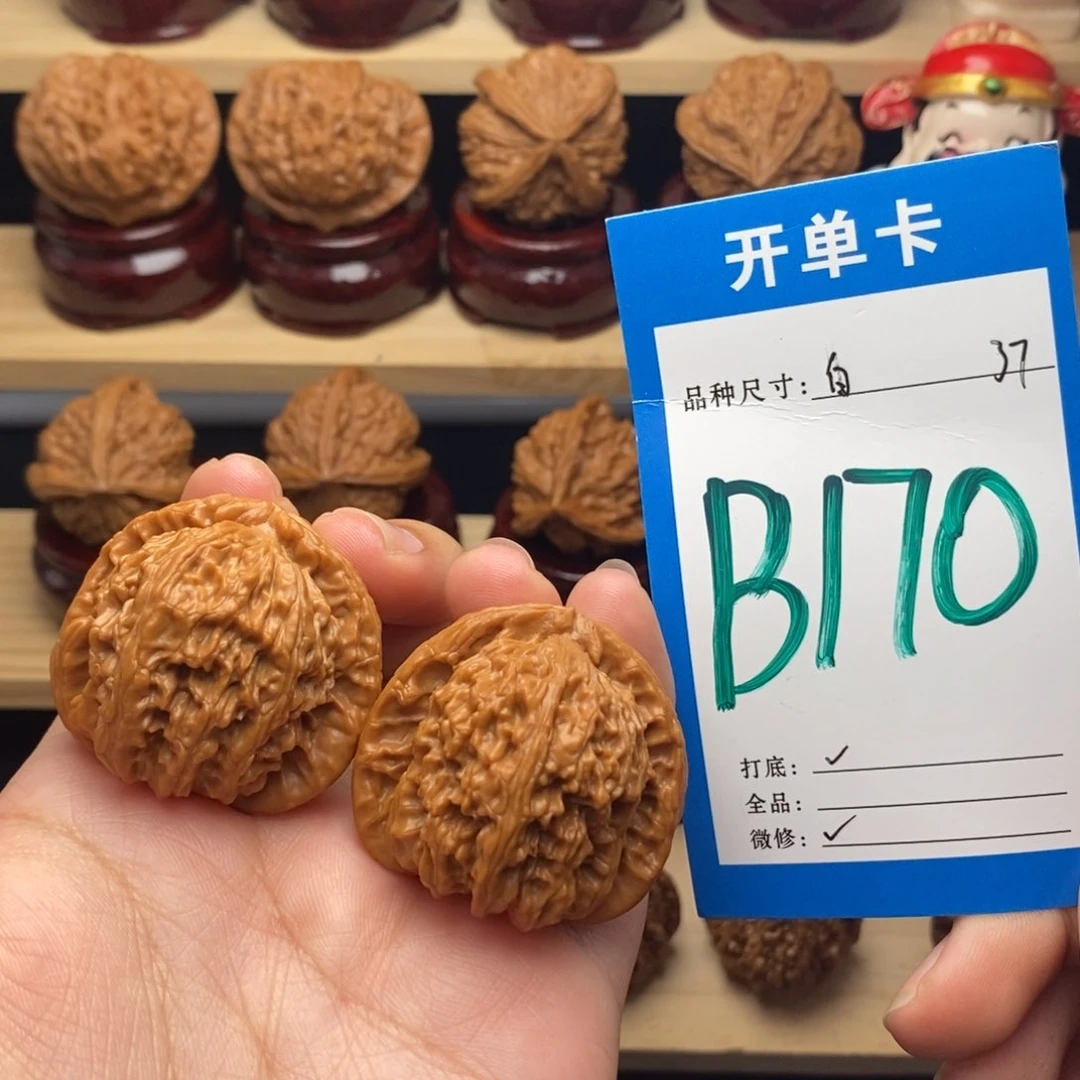 开单卡
品种尺寸: 白 37
B170
打底: ✓
全品:
微修: ✓